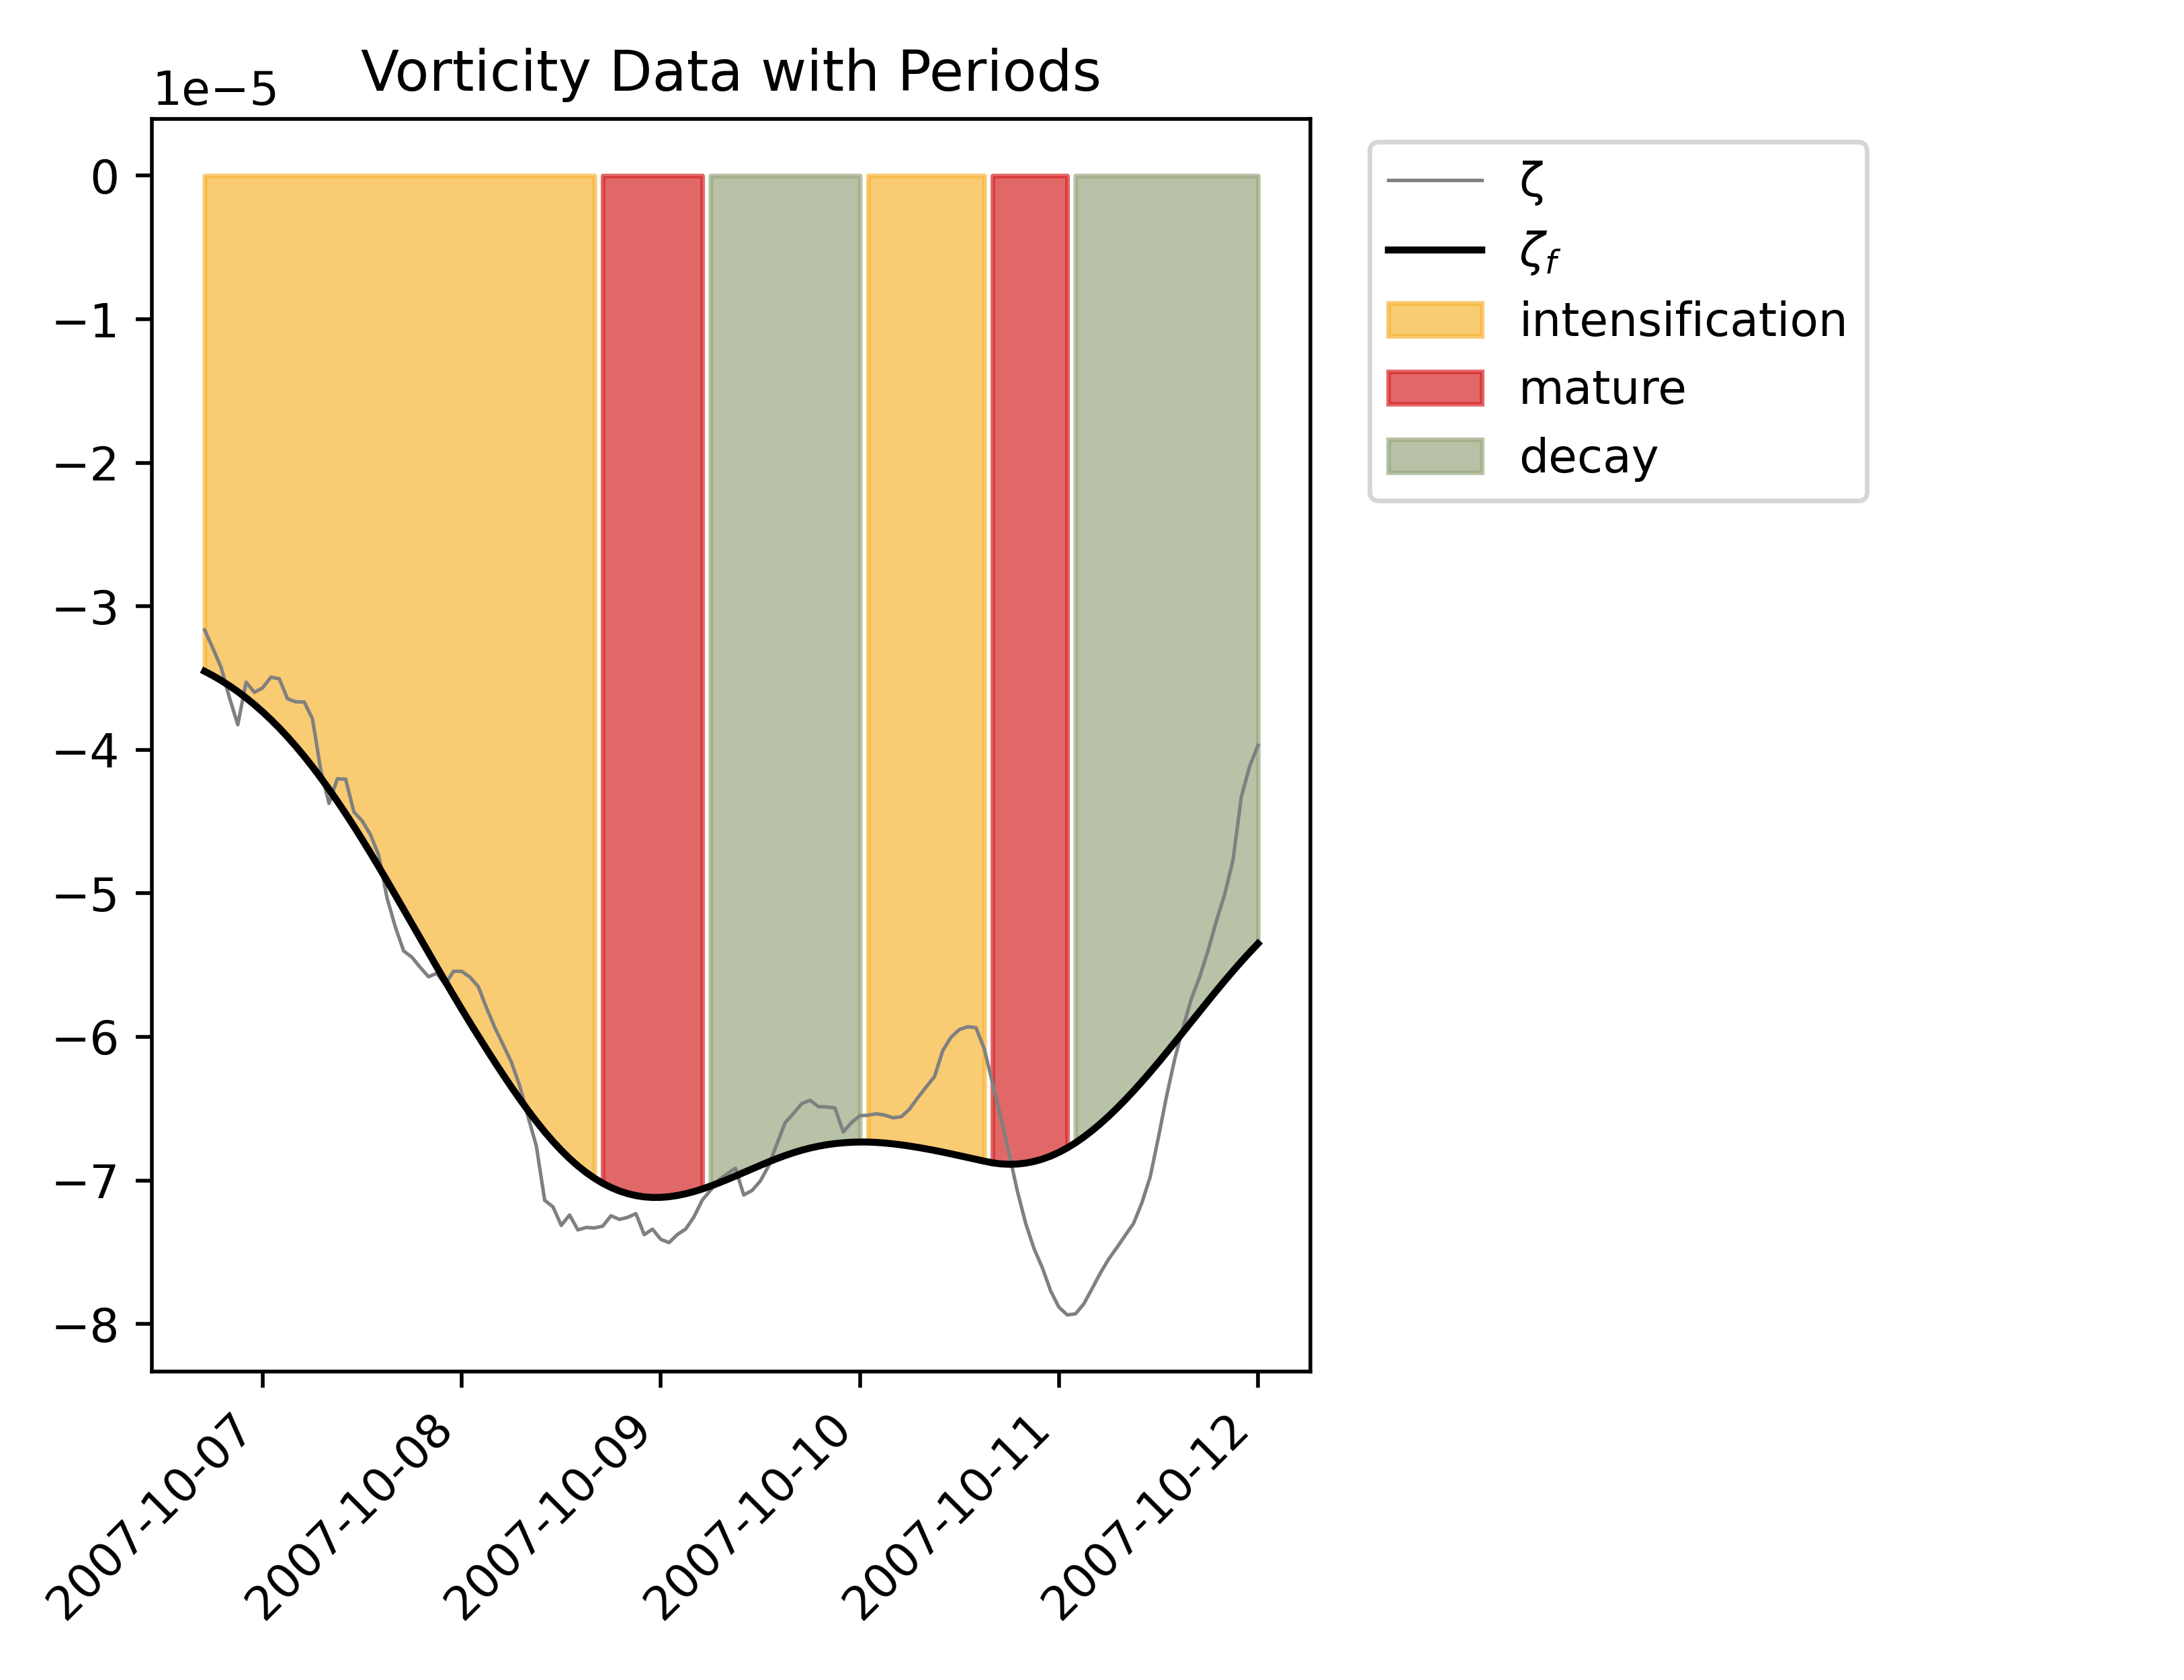 Vorticity Data with Periods
1e−5
0
−1
−2
−3
−4
−5
−6
−7
−8
2007-10-07
2007-10-08
2007-10-09
2007-10-10
2007-10-11
2007-10-12
ζ
ζf
intensification
mature
decay